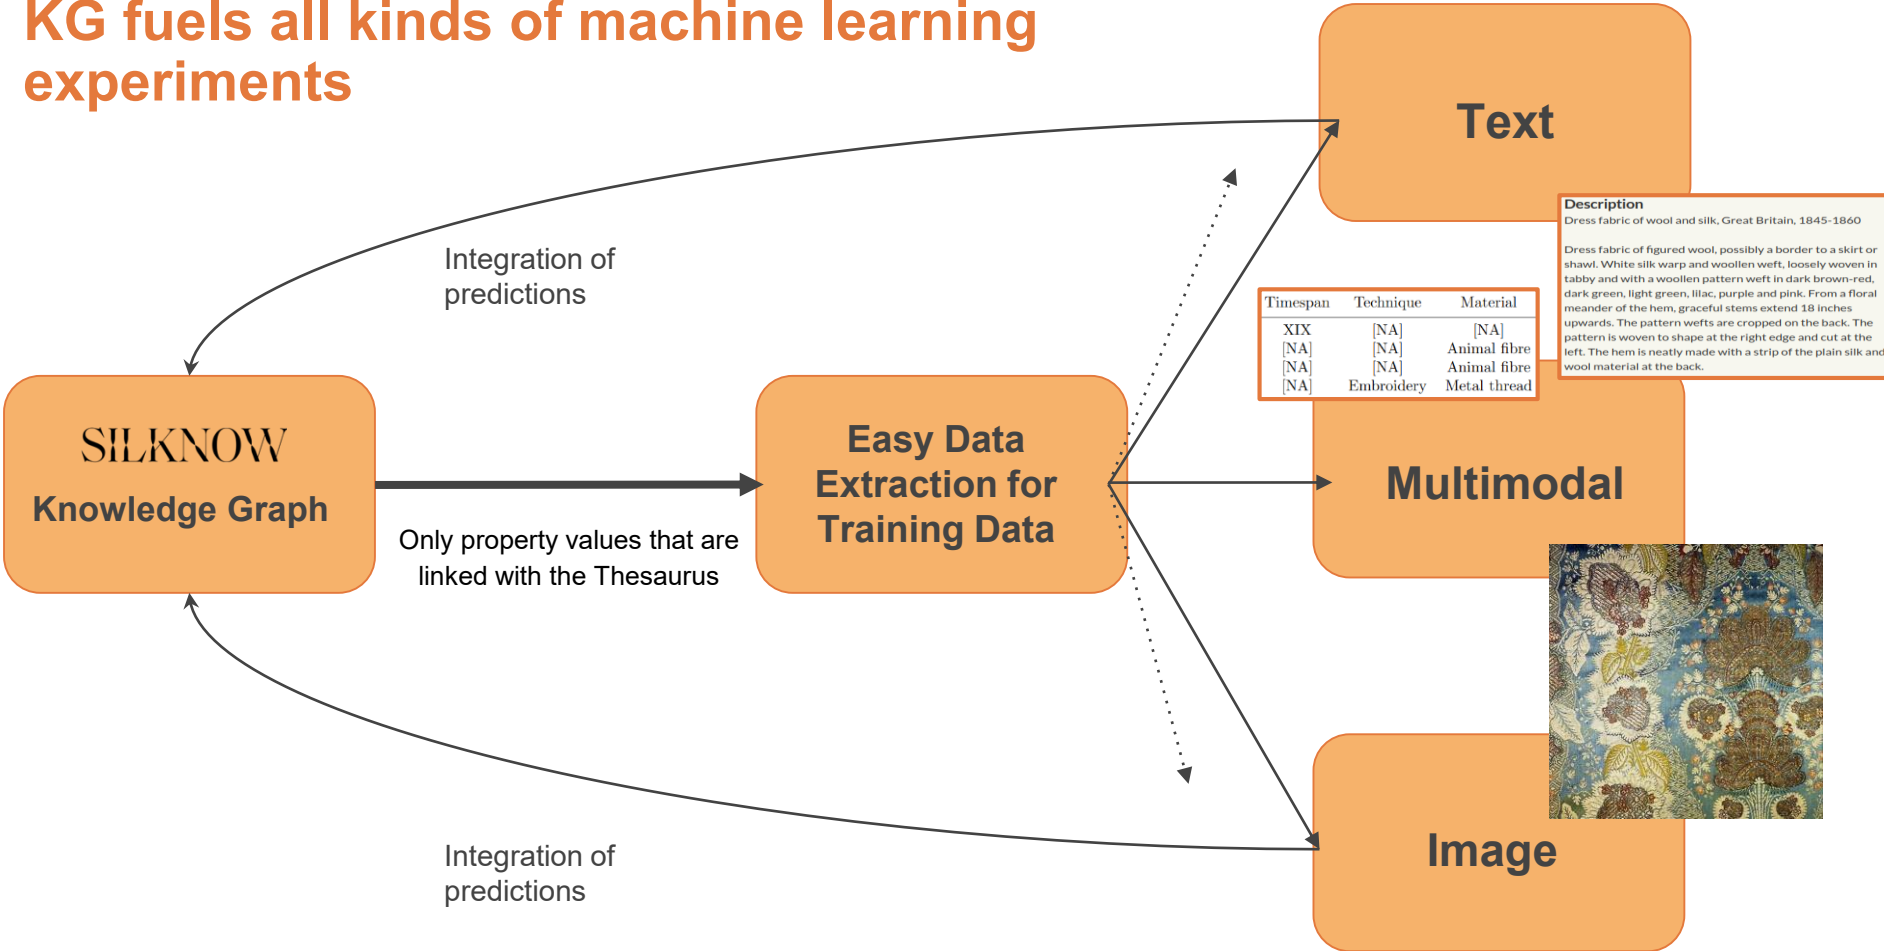 KG fuels all kinds of machine learning
experiments
Text
Description
Dress fabric of wool and silk, Great Britain, 1845-1860
Dress fabric of figured wool, possibly a border to a skirt or
shawl. White silk warp and woollen weft, loosely woven in
tabby and with a woollen pattern weft in dark brown-red,
dark green, light green, lilac, purple and pink. From a floral
meander of the hem, graceful stems extend 18 inches
upwards. The pattern wefts are cropped on the back. The
pattern is woven to shape at the right edge and cut at the
left. The hem is neatly made with a strip of the plain silk and
wool material at the back.
Integration of
predictions
Timespan Technique Material
XIX [NA] [NA]
[NA] [NA] Animal fibre
[NA] [NA] Animal fibre
[NA] Embroidery Metal thread
SILKNOW
Knowledge Graph
Only property values that are
linked with the Thesaurus
Easy Data
Extraction for
Training Data
Multimodal
Integration of
predictions
Image